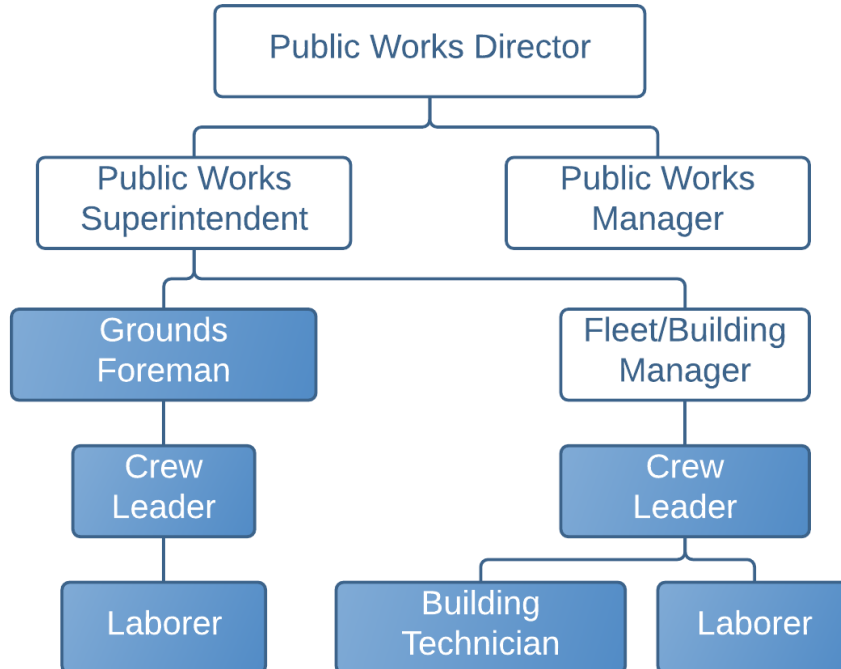 Public Works Director
Public Works
Superintendent
Public Works
Manager
Grounds
Foreman
Fleet/Building
Manager
Crew
Leader
Crew
Leader
Laborer
Building
Technician
Laborer